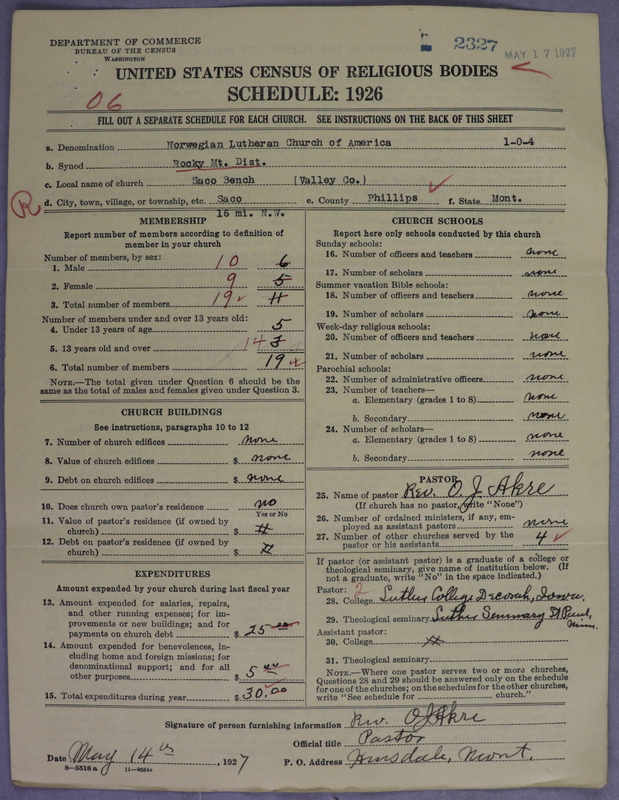 DEPARTMENT OF COMMERCE
BUREAU OF THE CENSUS
WASHINGTON
2327
MAY 17 1927
UNITED STATES CENSUS OF RELIGIOUS BODIES
SCHEDULE: 1926
06
FILL OUT A SEPARATE SCHEDULE FOR EACH CHURCH. SEE INSTRUCTIONS ON THE BACK OF THIS SHEET
a. Denomination Norwegian Lutheran Church of America 1-0-4
b. Synod Rocky Mt. Dist.
c. Local name of church Saco Bench (Valley Co.)
R d. City, town, village, or township, etc. Saco e. County Phillips f. State Mont.
16 mi. N.W.
MEMBERSHIP
Report number of members according to definition of
member in your church
Number of members, by sex:
1. Male 10 6
2. Female 9 5
3. Total number of members 19 11
Number of members under and over 13 years old:
4. Under 13 years of age 5
5. 13 years old and over 14 3
6. Total number of members 19
NOTE.—The total given under Question 6 should be the
same as the total of males and females given under Question 3.
CHURCH BUILDINGS
See instructions, paragraphs 10 to 12
7. Number of church edifices none
8. Value of church edifices $ none
9. Debt on church edifices $ none
10. Does church own pastor's residence no
Yes or No
11. Value of pastor's residence (if owned by
church) $
12. Debt on pastor's residence (if owned by
church) $
EXPENDITURES
Amount expended by your church during last fiscal year
13. Amount expended for salaries, repairs,
and other running expenses; for im-
provements or new buildings; and for
payments on church debt $ 25 00
14. Amount expended for benevolences, in-
cluding home and foreign missions; for
denominational support; and for all
other purposes $ 5 00
15. Total expenditures during year $ 30.00
CHURCH SCHOOLS
Report here only schools conducted by this church
Sunday schools:
16. Number of officers and teachers none
17. Number of scholars none
Summer vacation Bible schools:
18. Number of officers and teachers none
19. Number of scholars none
Week-day religious schools:
20. Number of officers and teachers none
21. Number of scholars none
Parochial schools:
22. Number of administrative officers none
23. Number of teachers—
a. Elementary (grades 1 to 8) none
b. Secondary none
24. Number of scholars—
a. Elementary (grades 1 to 8) none
b. Secondary none
PASTOR
25. Name of pastor Rev. O. J. Akre
(If church has no pastor, write "None")
26. Number of ordained ministers, if any, em-
ployed as assistant pastors none
27. Number of other churches served by the
pastor or his assistants 4
If pastor (or assistant pastor) is a graduate of a college or
theological seminary, give name of institution below. (If
not a graduate, write "No" in the space indicated.)
Pastor: 2
28. College Luther College Decorah, Iowa.
29. Theological seminary Luther Seminary St Paul, Minn.
Assistant pastor:
30. College
31. Theological seminary
NOTE.—Where one pastor serves two or more churches,
Questions 28 and 29 should be answered only on the schedule
for one of the churches; on the schedules for the other churches,
write "See schedule for church."
Signature of person furnishing information Rev. O J Akre
Official title Pastor
Date May 14th, 1927 P. O. Address Hinsdale, Mont.
8—5518 a